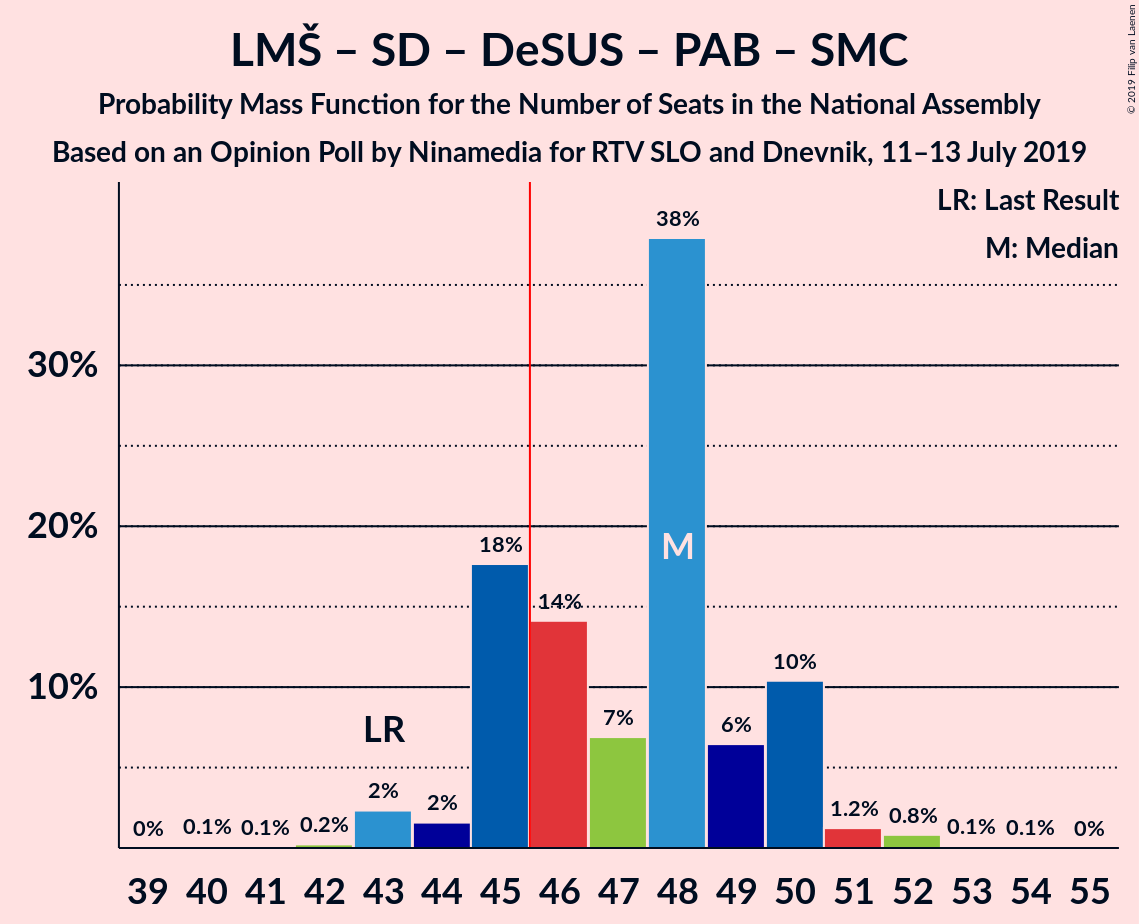 LMŠ – SD – DeSUS – PAB – SMC
Probability Mass Function for the Number of Seats in the National Assembly
Based on an Opinion Poll by Ninamedia for RTV SLO and Dnevnik, 11–13 July 2019
© 2019 Filip van Laenen
LR: Last Result
M: Median
30%
20%
10%
0% 0.1% 0.1% 0.2% 2% 2% 18% 14% 7% 38% 6% 10% 1.2% 0.8% 0.1% 0.1% 0%
LR
M
39 40 41 42 43 44 45 46 47 48 49 50 51 52 53 54 55